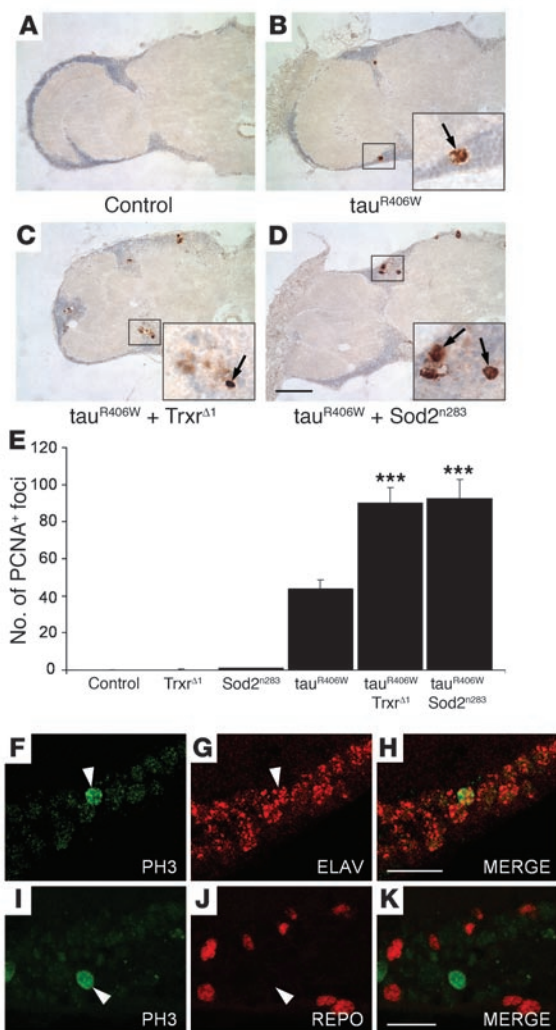 A
B
Control
tauR406W
C
D
tauR406W + TrxrΔ1
tauR406W + Sod2n283
E
No. of PCNA+ foci
120
100
80
60
40
20
0
***
***
Control
TrxrΔ1
Sod2n283
tauR406W
tauR406W
TrxrΔ1
tauR406W
Sod2n283
F
G
H
PH3
ELAV
MERGE
I
J
K
PH3
REPO
MERGE